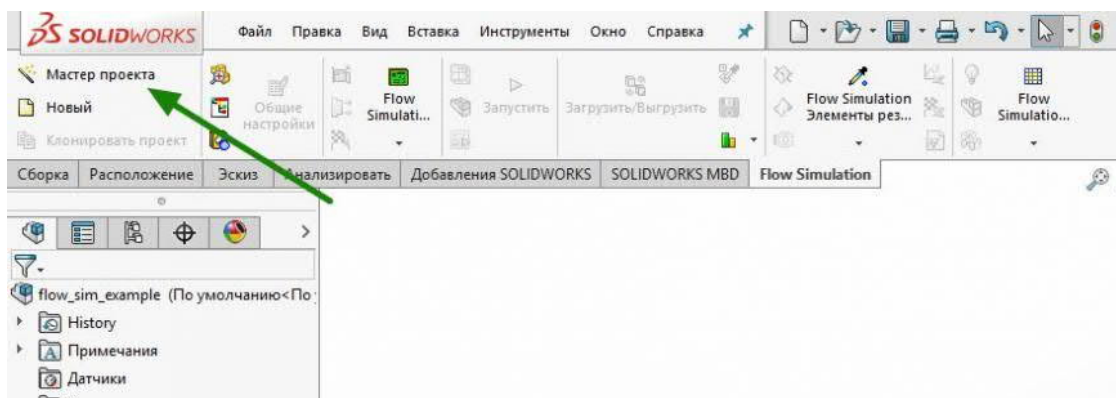 SOLIDWORKS Файл Правка Вид Вставка Инструменты Окно Справка
Мастер проекта
Новый
Клонировать проект
Общие
настройки
Flow
Simulati...
Запустить
Загрузить/Выгрузить
Flow Simulation
Элементы рез...
Flow
Simulatio...
Сборка Расположение Эскиз Анализировать Добавления SOLIDWORKS SOLIDWORKS MBD Flow Simulation
flow_sim_example (По умолчанию<По
History
Примечания
Датчики